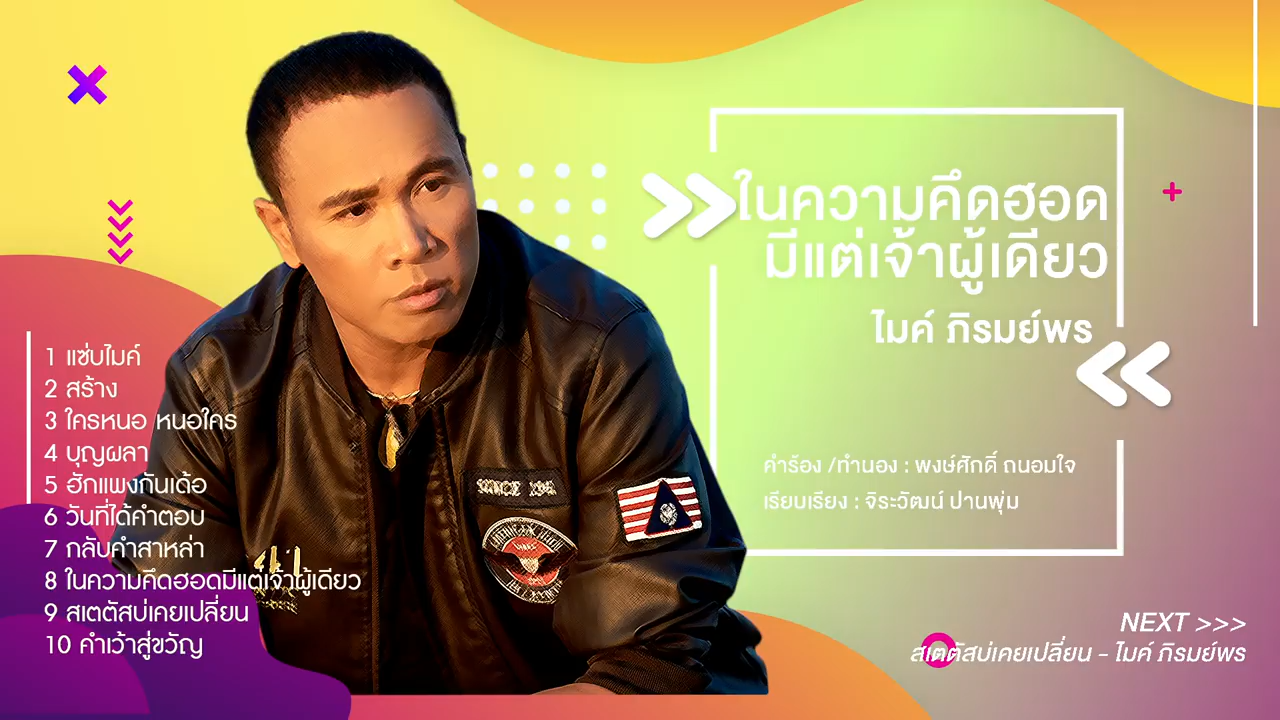 ในความคึดฮอด
มีแต่เจ้าผู้เดียว
ไมค์ ภิรมย์พร
1 แซ่บไมค์
2 สร้าง
3 ใครหนอ หนอใคร
4 บุญผลา
5 ฮักแพงกันเด้อ
6 วันที่ได้คำตอบ
7 กลับคำสาหล่า
8 ในความคึดฮอดมีแต่เจ้าผู้เดียว
9 สเตตัสบ่เคยเปลี่ยน
10 คำเว้าสู่ขวัญ
คำร้อง /ทำนอง : พงษ์ศักดิ์ ถนอมใจ
เรียบเรียง : จิระวัฒน์ ปานพุ่ม
NEXT >>>
สเตตัสบ่เคยเปลี่ยน - ไมค์ ภิรมย์พร